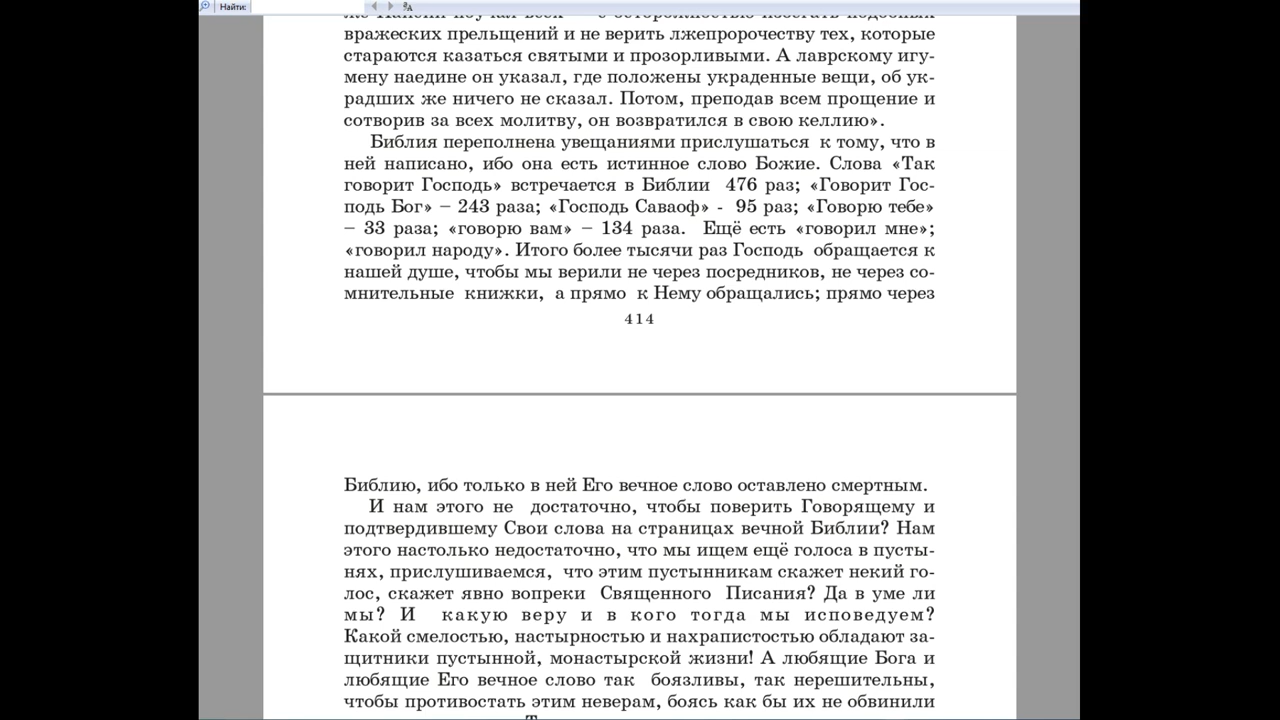 Найти:
вражеских прельщений и не верить лжепророчеству тех, которые
стараются казаться святыми и прозорливыми. А лаврскому игу-
мену наедине он указал, где положены украденные вещи, об ук-
радших же ничего не сказал. Потом, преподав всем прощение и
сотворив за всех молитву, он возвратился в свою келлию».
Библия переполнена увещаниями прислушаться к тому, что в
ней написано, ибо она есть истинное слово Божие. Слова «Так
говорит Господь» встречается в Библии 476 раз; «Говорит Гос-
подь Бог» – 243 раза; «Господь Саваоф» - 95 раз; «Говорю тебе»
– 33 раза; «говорю вам» – 134 раза. Ещё есть «говорил мне»;
«говорил народу». Итого более тысячи раз Господь обращается к
нашей душе, чтобы мы верили не через посредников, не через со-
мнительные книжки, а прямо к Нему обращались; прямо через
414
Библию, ибо только в ней Его вечное слово оставлено смертным.
И нам этого не достаточно, чтобы поверить Говорящему и
подтвердившему Свои слова на страницах вечной Библии? Нам
этого настолько недостаточно, что мы ищем ещё голоса в пусты-
нях, прислушиваемся, что этим пустынникам скажет некий го-
лос, скажет явно вопреки Священного Писания? Да в уме ли
мы? И какую веру и в кого тогда мы исповедуем?
Какой смелостью, настырностью и нахрапистостью обладают за-
щитники пустынной, монастырской жизни! А любящие Бога и
любящие Его вечное слово так боязливы, так нерешительны,
чтобы противостать этим неверам, боясь как бы их не обвинили